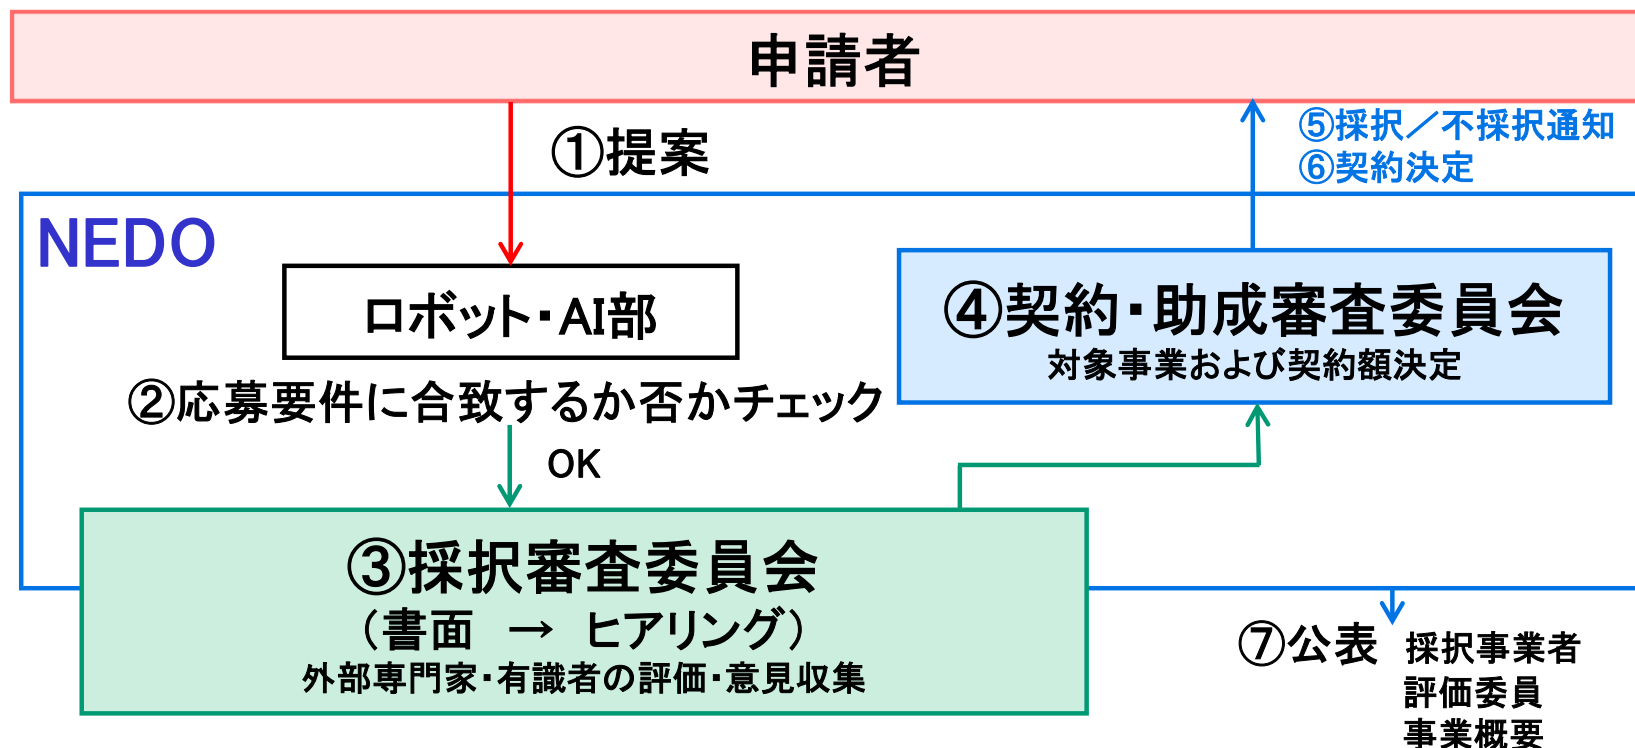 申請者
①提案
⑤採択／不採択通知
⑥契約決定
NEDO
ロボット・AI部
④契約・助成審査委員会
対象事業および契約額決定
②応募要件に合致するか否かチェック
OK
③採択審査委員会
（書面　→　ヒアリング）
外部専門家・有識者の評価・意見収集
⑦公表
採択事業者
評価委員
事業概要